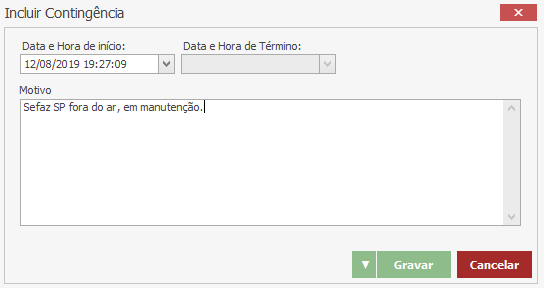 Incluir Contingência
Data e Hora de início: Data e Hora de Término:
12/08/2019 19:27:09
Motivo
Sefaz SP fora do ar, em manutenção.
Gravar Cancelar